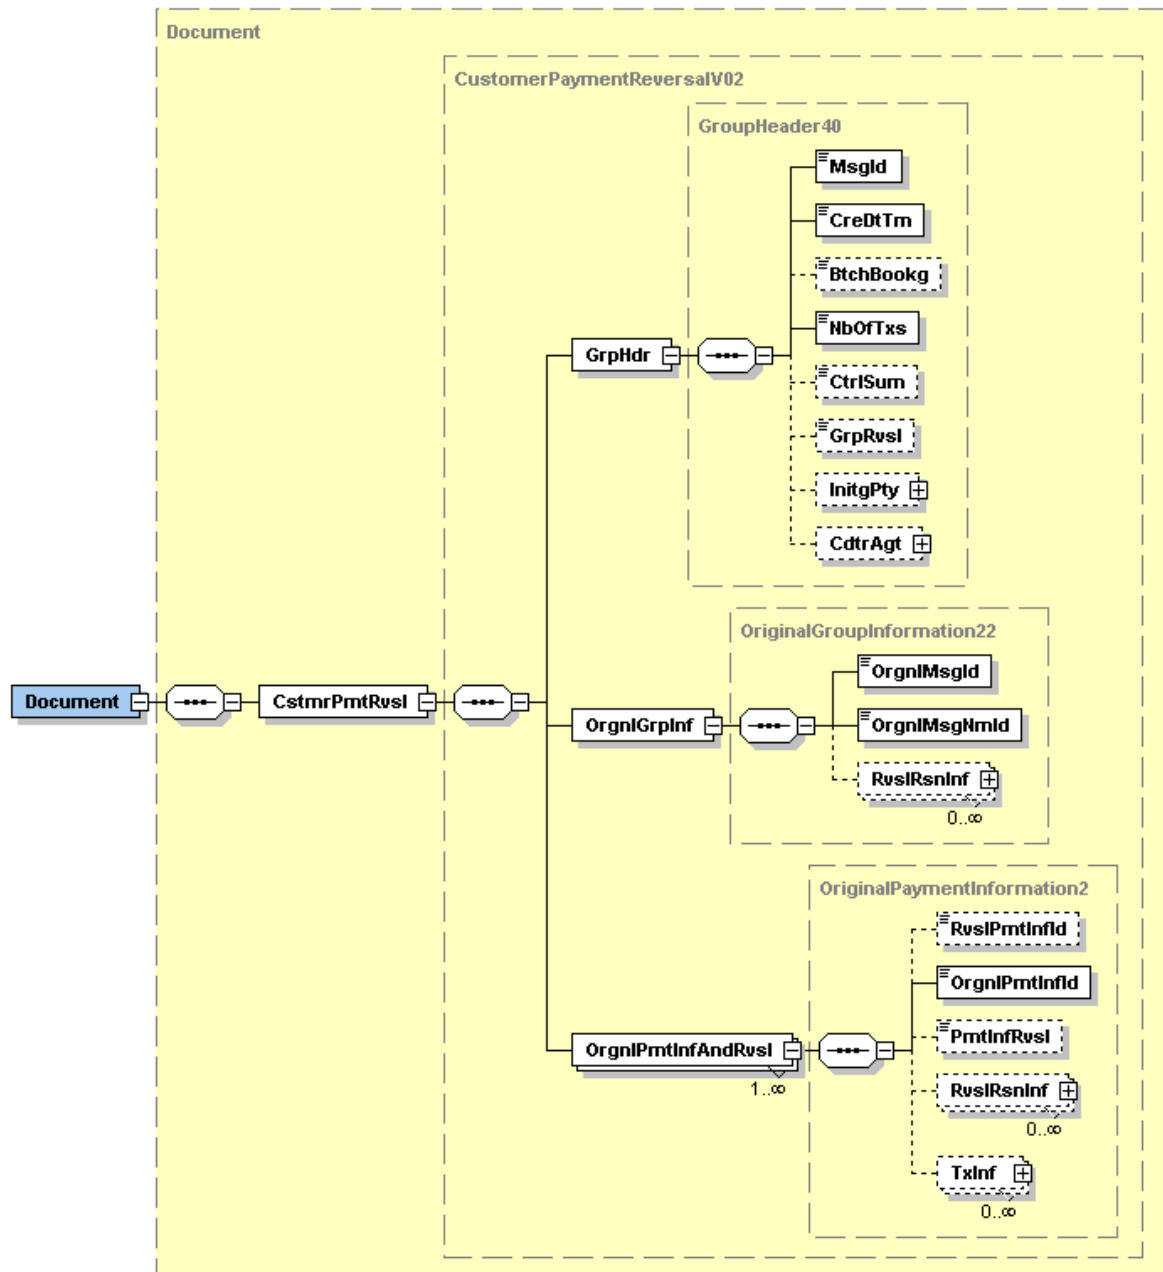 Document
CustomerPaymentReversalV02
GroupHeader40
MsgId
CreDtTm
BtchBookg
NbOfTxs
GrpHdr
CtrlSum
GrpRvsl
InitgPty
CdtrAgt
OriginalGroupInformation22
OrgnlMsgId
Document
CstmrPmtRvsl
OrgnlGrpInf
OrgnlMsgNmId
RvslRsnInf
0..∞
OriginalPaymentInformation2
RvslPmtInfId
OrgnlPmtInfId
PmtInfRvsl
OrgnlPmtInfAndRvsl
1..∞
RvslRsnInf
0..∞
TxInf
0..∞